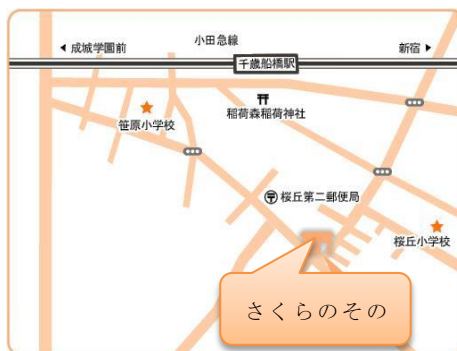 小田急線
◀ 成城学園前
新宿 ▶
千歳船橋駅
稲荷森稲荷神社
笹原小学校
桜丘第二郵便局
桜丘小学校
さくらのその